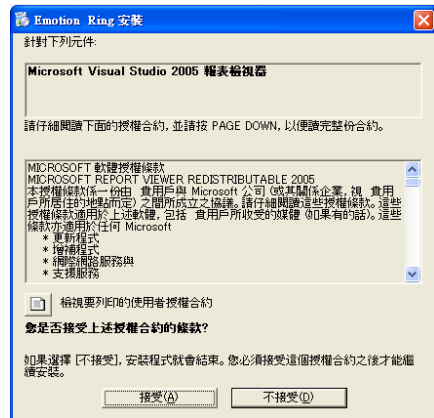 Emotion Ring 安裝
針對下列元件:
Microsoft Visual Studio 2005 報表檢視器
請仔細閱讀下面的授權合約, 並請按 PAGE DOWN, 以便讀完整份合約。
MICROSOFT 軟體授權條款
MICROSOFT REPORT VIEWER REDISTRIBUTABLE 2005
本授權條款係一份由 貴用戶與 Microsoft 公司 (或其關係企業, 視 貴用
戶所居住的地點而定) 之間所成立之協議。請仔細閱讀這些授權條款。這些
授權條款適用於上述軟體, 包括 貴用戶所收受的媒體 (如果有的話)。這些
條款亦適用於任何 Microsoft
* 更新程式
* 增補程式
* 網際網路服務與
* 支援服務
檢視要列印的使用者授權合約
您是否接受上述授權合約的條款?
如果選擇 [不接受], 安裝程式就會結束。您必須接受這個授權合約之後才能繼
續安裝。
接受(A)
不接受(D)